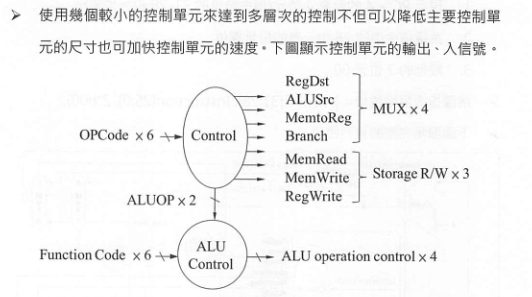 ➤ 使用幾個較小的控制單元來達到多層次的控制不但可以降低主要控制單
元的尺寸也可加快控制單元的速度。下圖顯示控制單元的輸出、入信號。
RegDst
ALUSrc
MemtoReg
Branch
MUX × 4
OPCode × 6
Control
MemRead
MemWrite
RegWrite
Storage R/W × 3
ALUOP × 2
Function Code × 6
ALU
Control
ALU operation control × 4